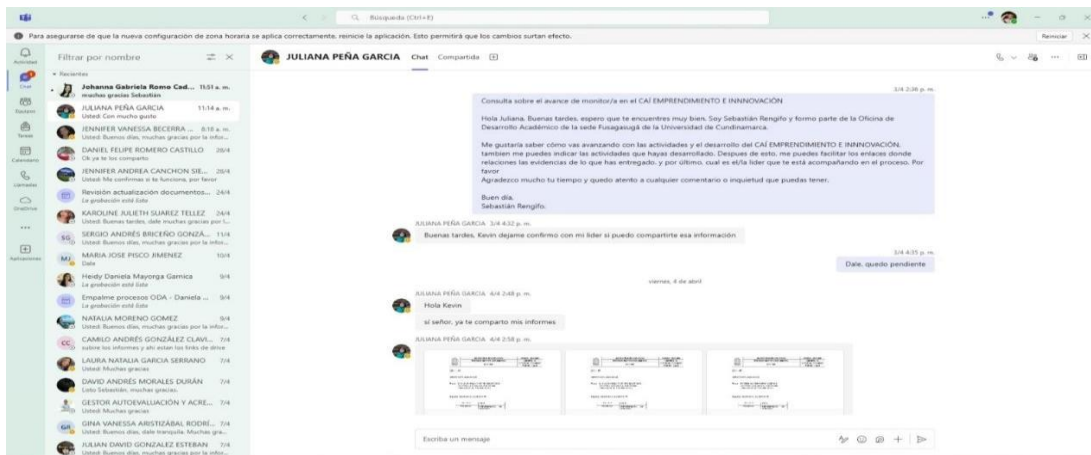 Búsqueda (Ctrl+E)
Para asegurarse de que la nueva configuración de zona horaria se aplica correctamente, reinicie la aplicación. Esto permitirá que los cambios surtan efecto.
Reiniciar
Actividad
Chat
Equipos
Tareas
Calendario
Llamadas
OneDrive
Aplicaciones
Filtrar por nombre
Recientes
Johanna Gabriela Romo Cad... 11:51 a. m.
muchas gracias Sebastián
JULIANA PEÑA GARCIA 11:14 a. m.
Usted: Con mucho gusto
JENNIFER VANESSA BECERRA ... 8:18 a. m.
Usted: Buenos días, muchas gracias por la infor...
DANIEL FELIPE ROMERO CASTILLO 28/4
Ok ya te los comparto
JENNIFER ANDREA CANCHON SIE... 28/4
Usted: Me confirmas si te funciona, por favor
Revisión actualización documentos... 24/4
La grabación está lista
KAROLINE JULIETH SUAREZ TELLEZ 24/4
Usted: Buenas tardes, dale muchas gracias por l...
SG
SERGIO ANDRÉS BRICEÑO GONZÁ... 11/4
Usted: Buenos días, muchas gracias por la infor...
MJ
MARIA JOSE PISCO JIMENEZ 10/4
Dale
Heidy Daniela Mayorga Garnica 9/4
La grabación está lista
Empalme procesos ODA - Daniela ... 9/4
La grabación está lista
NATALIA MORENO GOMEZ 9/4
Usted: Buenos días, muchas gracias por la infor...
CC
CAMILO ANDRÉS GONZÁLEZ CLAVI... 7/4
subire los informes y ahi estan los links de drive
LAURA NATALIA GARCIA SERRANO 7/4
Usted: Muchas gracias
DAVID ANDRÉS MORALES DURÁN 7/4
Listo Sebastián, muchas gracias.
GESTOR AUTOEVALUACIÓN Y ACRE... 7/4
Usted: Muchas gracias
GR
GINA VANESSA ARISTIZÁBAL RODRÍ... 7/4
Usted: Buenos días, dale tranquila. Muchas gra...
JULIAN DAVID GONZALEZ ESTEBAN 7/4
Usted: Buenos días, muchas gracias por la infor...
JULIANA PEÑA GARCIA Chat Compartido
3/4 2:36 p. m.
Consulta sobre el avance de monitor/a en el CAÍ EMPRENDIMIENTO E INNNOVACIÓN
Hola Juliana. Buenas tardes, espero que te encuentres muy bien. Soy Sebastián Rengifo y formo parte de la Oficina de
Desarrollo Académico de la sede Fusagasugá de la Universidad de Cundinamarca.
Me gustaría saber cómo vas avanzando con las actividades y el desarrollo del CAÍ EMPRENDIMIENTO E INNNOVACIÓN,
tambien me puedes indicar las actividades que hayas desarrollado. Despues de esto, me puedes facilitar los enlaces donde
relaciones las evidencias de lo que has entregado, y por último, cual es el/la líder que te está acompañando en el proceso. Por
favor
Agradezco mucho tu tiempo y quedo atento a cualquier comentario o inquietud que puedas tener.
Buen día.
Sebastián Rengifo.
JULIANA PEÑA GARCIA 3/4 4:32 p. m.
Buenas tardes, Kevin dejame confirmo con mi lider si puedo compartirte esa información
3/4 4:35 p. m.
Dale, quedo pendiente
viernes, 4 de abril
JULIANA PEÑA GARCIA 4/4 2:48 p. m.
Hola Kevin
si señor, ya te comparto mis informes
JULIANA PEÑA GARCIA 4/4 2:58 p. m.
Escriba un mensaje